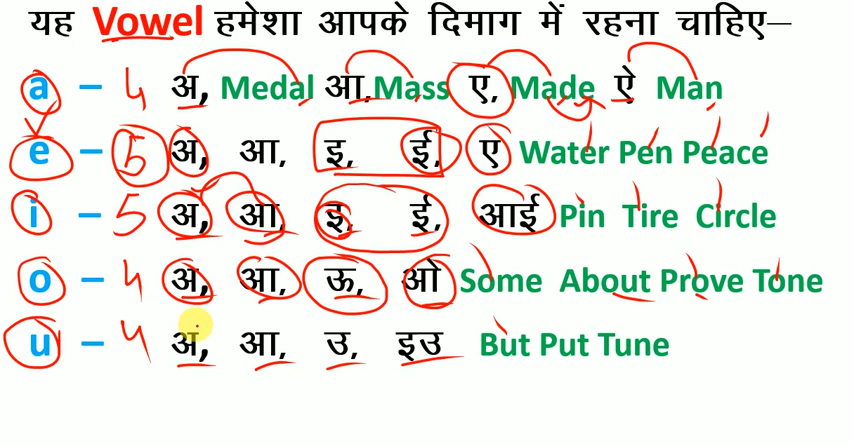 यह Vowel हमेशा आपके दिमाग में रहना चाहिए–
a – 4 अ, Medal आ, Mass ए, Made ऐ Man
e – 5 अ, आ, इ, ई, ए Water Pen Peace
i – 5 अ, आ, इ, ई, आई Pin Tire Circle
o – 4 अ, आ, ऊ, ओ Some About Prove Tone
u – 4 अ, आ, उ, इउ But Put Tune